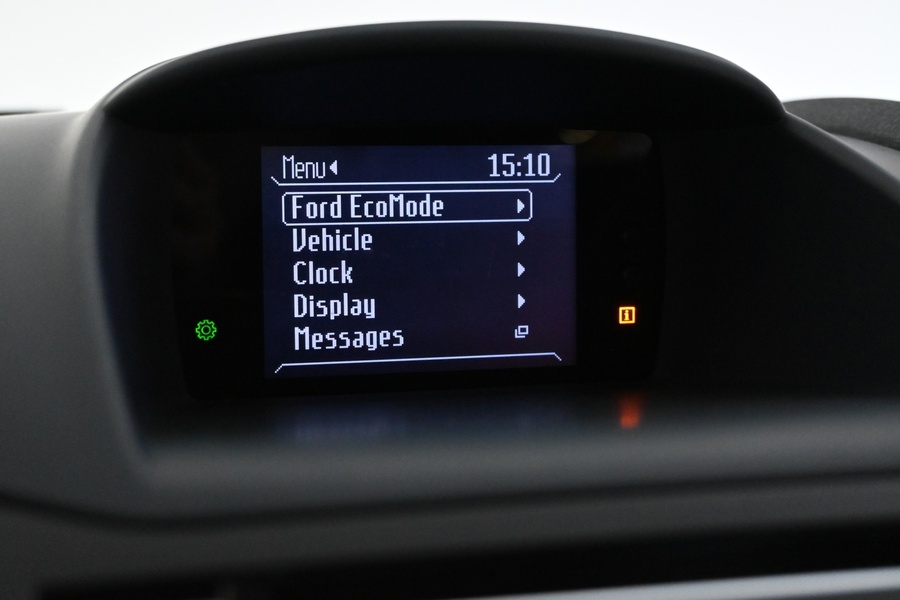 Menu
15:10
Ford EcoMode
Vehicle
Clock
Display
Messages
i